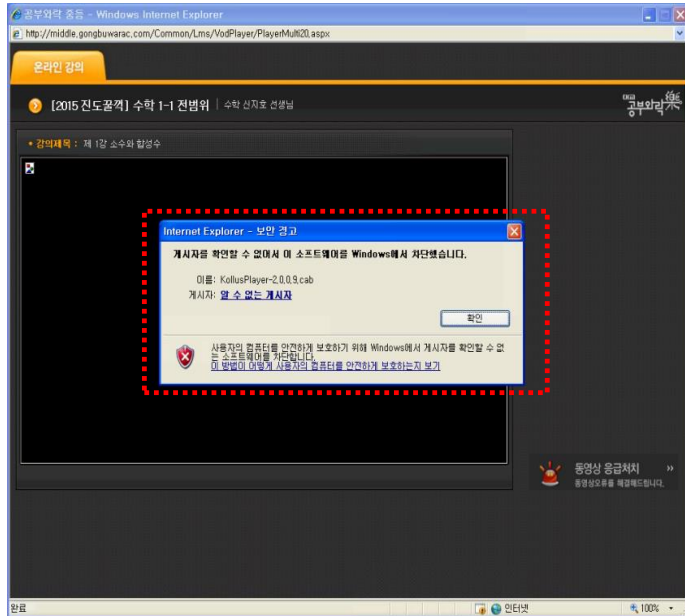 공부와락 중등 - Windows Internet Explorer
http://middle.gongbuwarac.com/Common/Lms/VodPlayer/PlayerMulti20.aspx
온라인 강의
[2015 진도꿀꺽] 수학 1-1 전범위 | 수학 신지호 선생님
공부와락 樂
• 강의제목 : 제 1강 소수와 합성수
Internet Explorer - 보안 경고
게시자를 확인할 수 없어서 이 소프트웨어를 Windows에서 차단했습니다.
이름: KollusPlayer-2,0,0,9.cab
게시자: 알 수 없는 게시자
확인
사용자의 컴퓨터를 안전하게 보호하기 위해 Windows에서 게시자를 확인할 수 없
는 소프트웨어를 차단합니다.
이 방법이 어떻게 사용자의 컴퓨터를 안전하게 보호하는지 보기
동영상 응급처치 »
동영상오류를 해결해드립니다.
완료
인터넷
100%